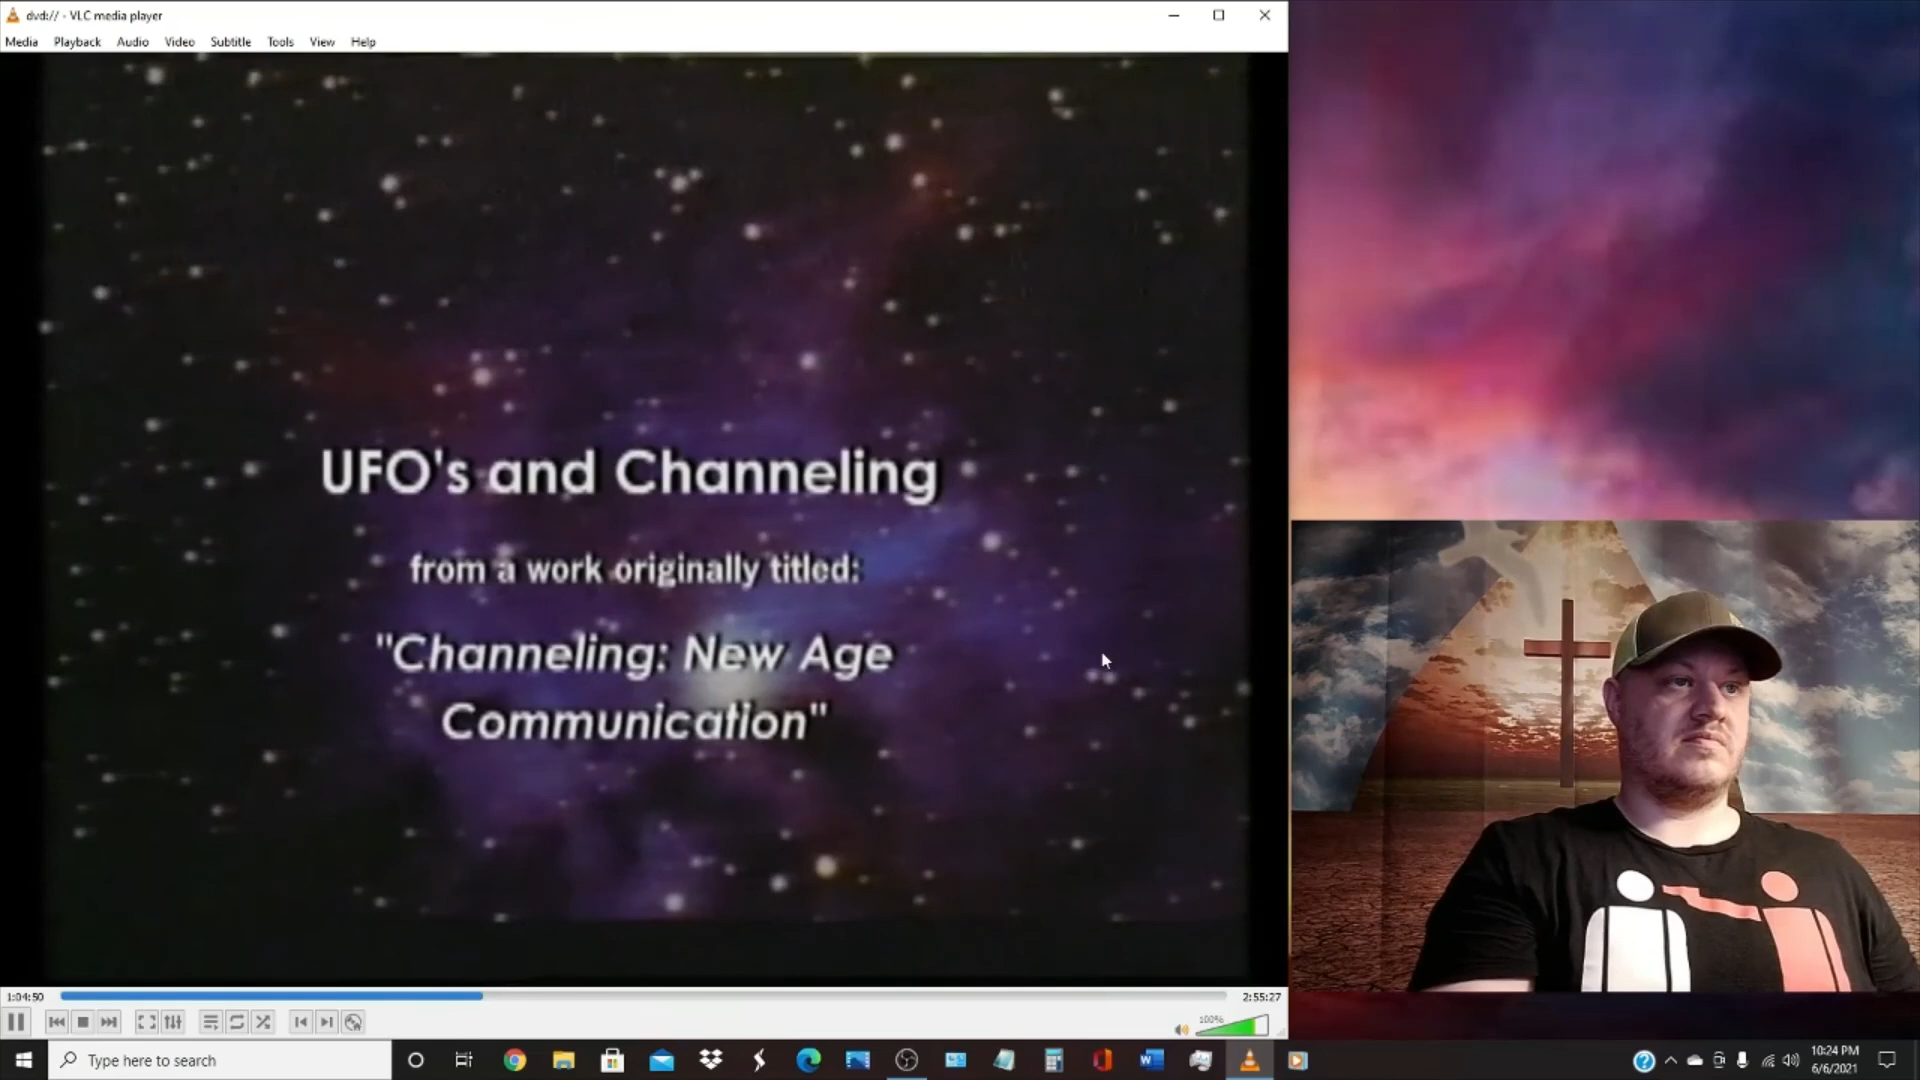 dvd:// - VLC media player
Media Playback Audio Video Subtitle Tools View Help
UFO's and Channeling
from a work originally titled:
"Channeling: New Age
Communication"
1:04:50
2:55:27
100%
Type here to search
10:24 PM
6/6/2021